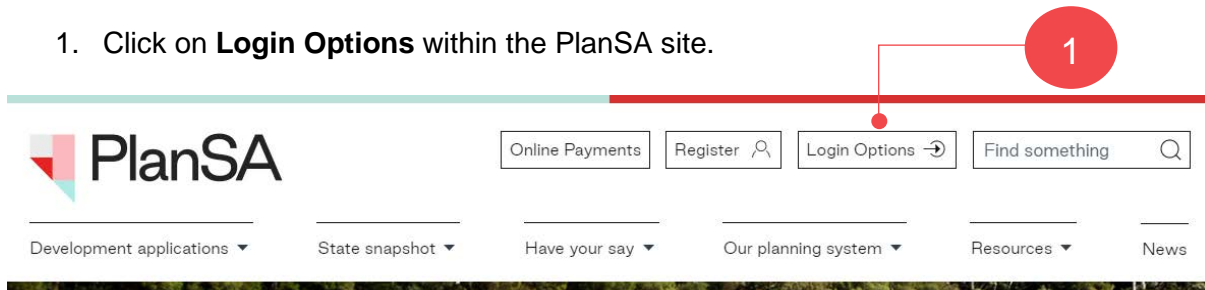 1. Click on Login Options within the PlanSA site.
1
PlanSA
Online Payments Register Login Options Find something
Development applications State snapshot Have your say Our planning system Resources News